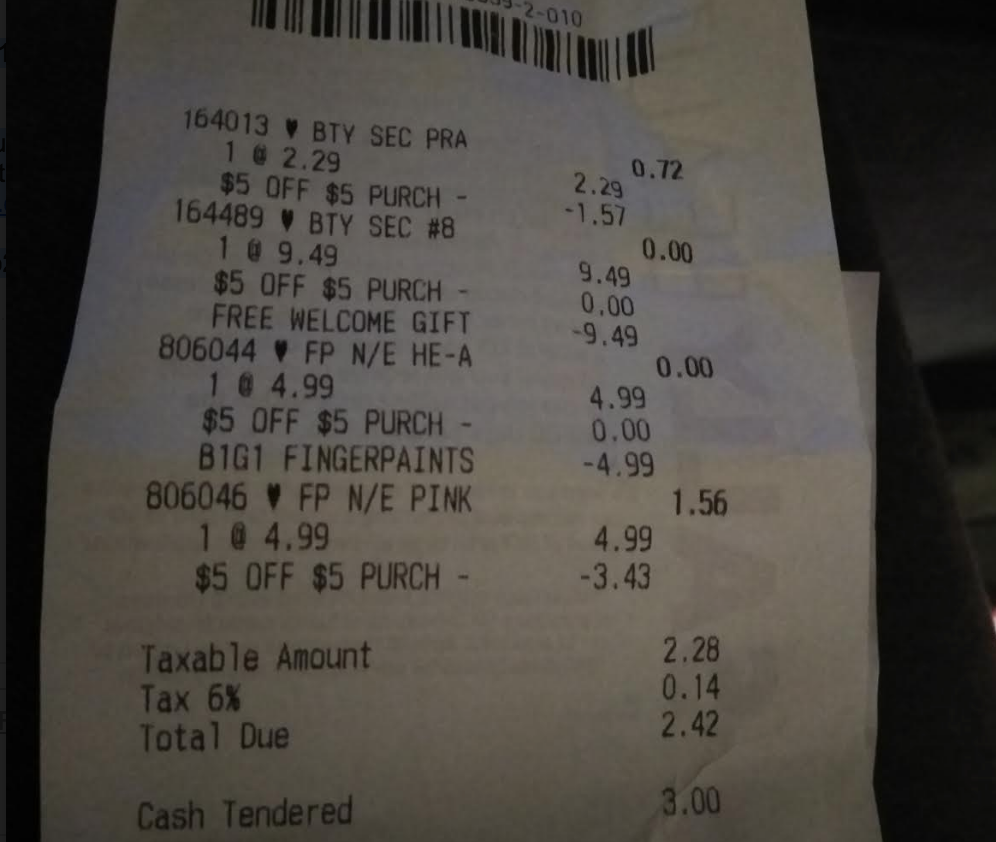 -2-010
164013 ♥ BTY SEC PRA 0.72
1 @ 2.29 2.29
$5 OFF $5 PURCH - -1.57
164489 ♥ BTY SEC #8 0.00
1 @ 9.49 9.49
$5 OFF $5 PURCH - 0.00
FREE WELCOME GIFT -9.49
806044 ♥ FP N/E HE-A 0.00
1 @ 4.99 4.99
$5 OFF $5 PURCH - 0.00
B1G1 FINGERPAINTS -4.99
806046 ♥ FP N/E PINK 1.56
1 @ 4.99 4.99
$5 OFF $5 PURCH - -3.43
Taxable Amount 2.28
Tax 6% 0.14
Total Due 2.42
Cash Tendered 3.00